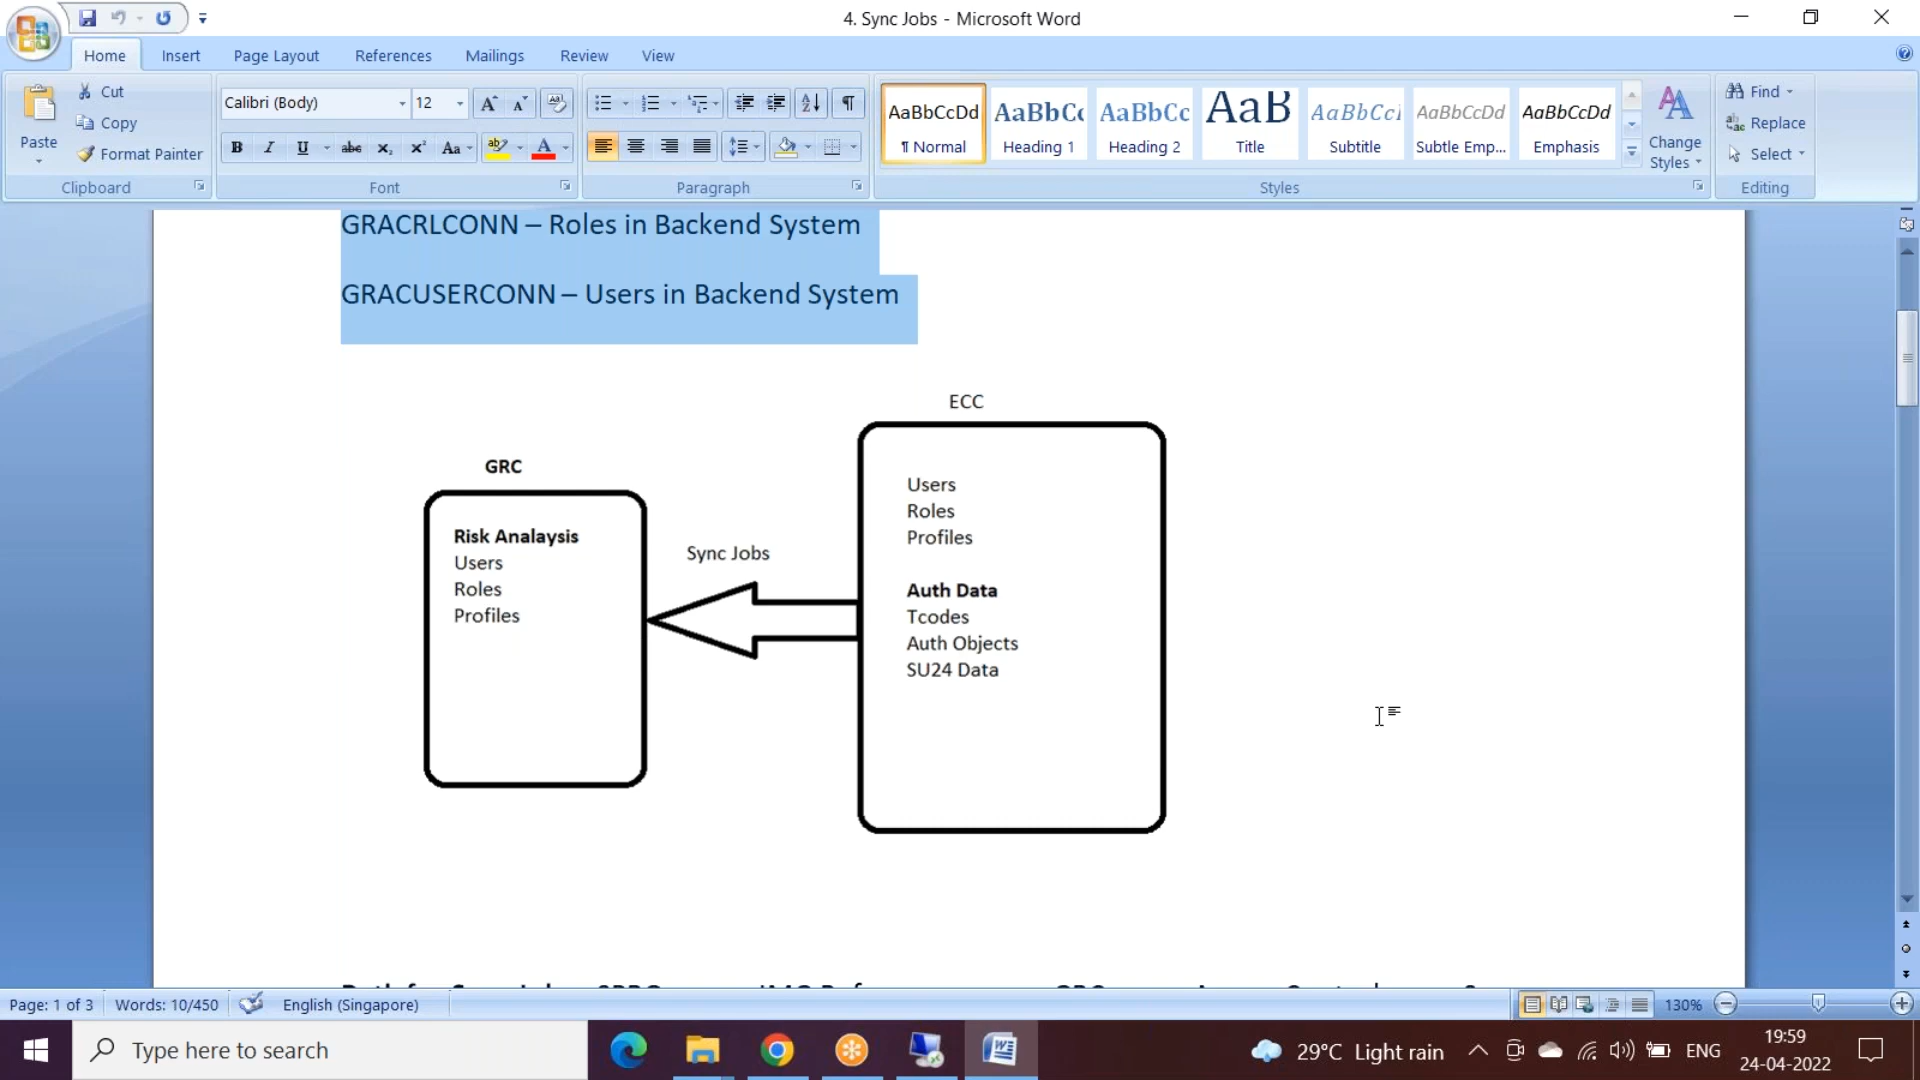 4. Sync Jobs - Microsoft Word
Home Insert Page Layout References Mailings Review View
Paste
Cut
Copy
Format Painter
Clipboard
Calibri (Body) 12
Font
Paragraph
AaBbCcDd AaBbCc AaBbCc AaB AaBbCcI AaBbCcDd AaBbCcDd
¶ Normal Heading 1 Heading 2 Title Subtitle Subtle Emp... Emphasis
Change
Styles
Styles
Find
Replace
Select
Editing
GRACRLCONN – Roles in Backend System
GRACUSERCONN – Users in Backend System
ECC
GRC
Users
Roles
Profiles
Risk Analaysis
Users
Roles
Profiles
Sync Jobs
Auth Data
Tcodes
Auth Objects
SU24 Data
Page: 1 of 3 Words: 10/450 English (Singapore) 130%
Type here to search
29°C Light rain
ENG
19:59
24-04-2022